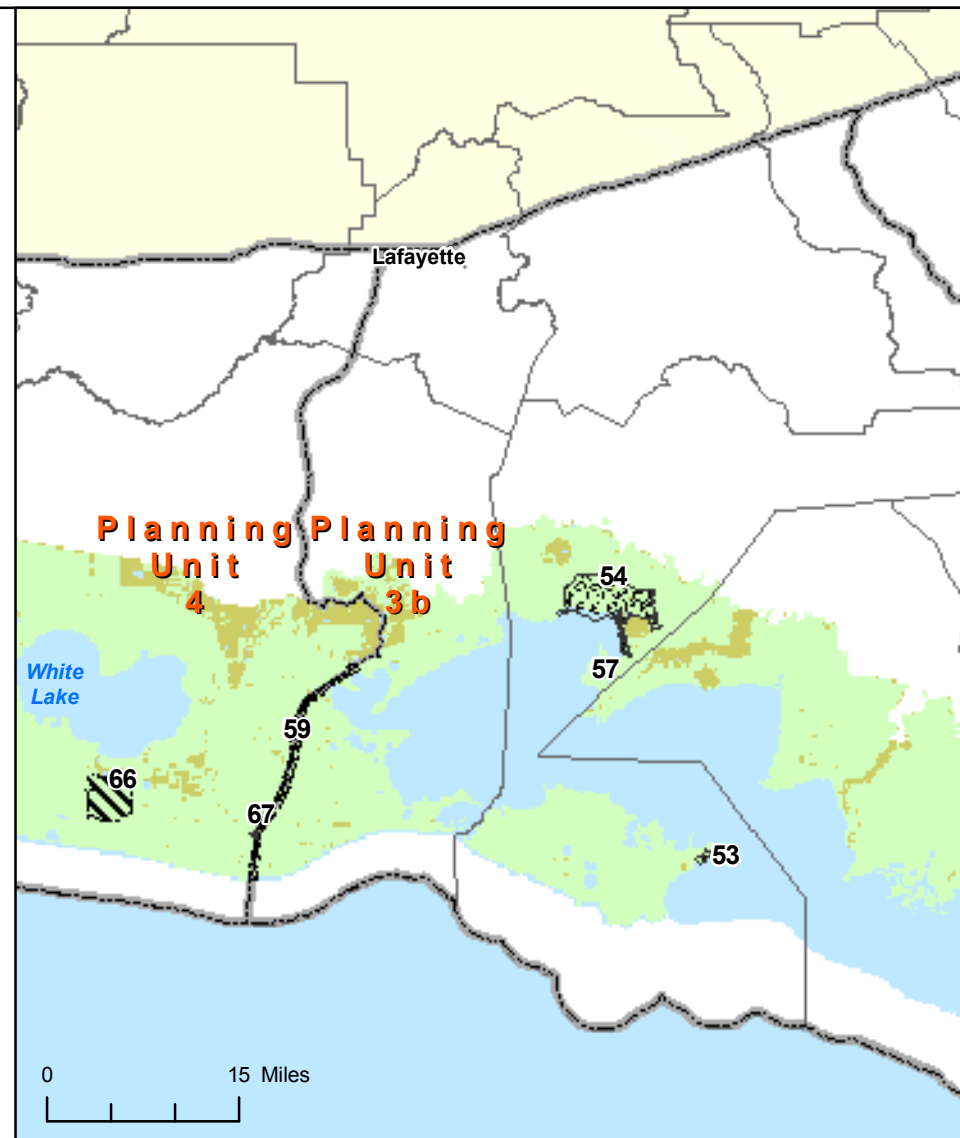 Lafayette
Planning Planning
Unit Unit
4 3b
54
57
White
Lake
59
66
67
53
0 15 Miles